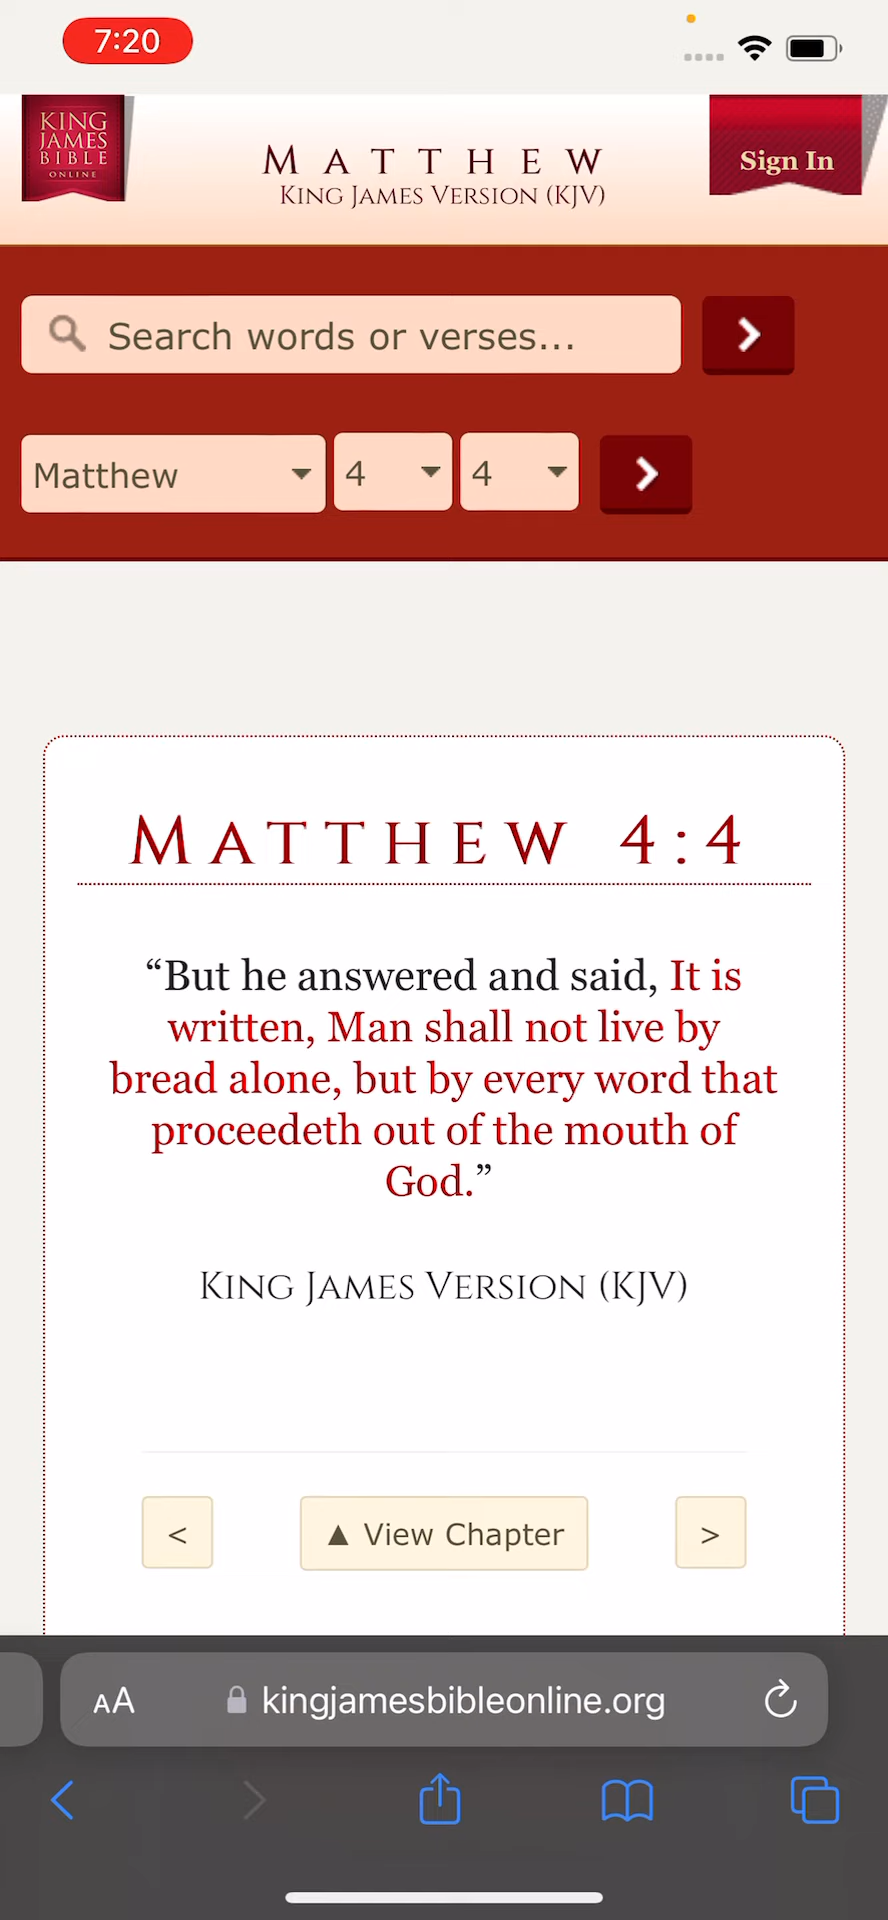 7:20
KING
JAMES
BIBLE
ONLINE
MATTHEW
KING JAMES VERSION (KJV)
Sign In
Search words or verses...
Matthew
4
4
MATTHEW 4:4
“But he answered and said, It is
written, Man shall not live by
bread alone, but by every word that
proceedeth out of the mouth of
God.”
KING JAMES VERSION (KJV)
<
▲ View Chapter
>
AA
kingjamesbibleonline.org